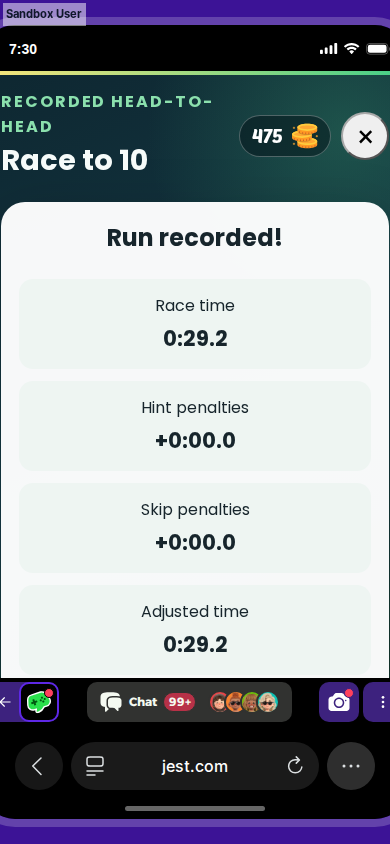 Sandbox User
7:30
RECORDED HEAD-TO-
HEAD
Race to 10
475
Run recorded!
Race time
0:29.2
Hint penalties
+0:00.0
Skip penalties
+0:00.0
Adjusted time
0:29.2
Chat 99+
jest.com